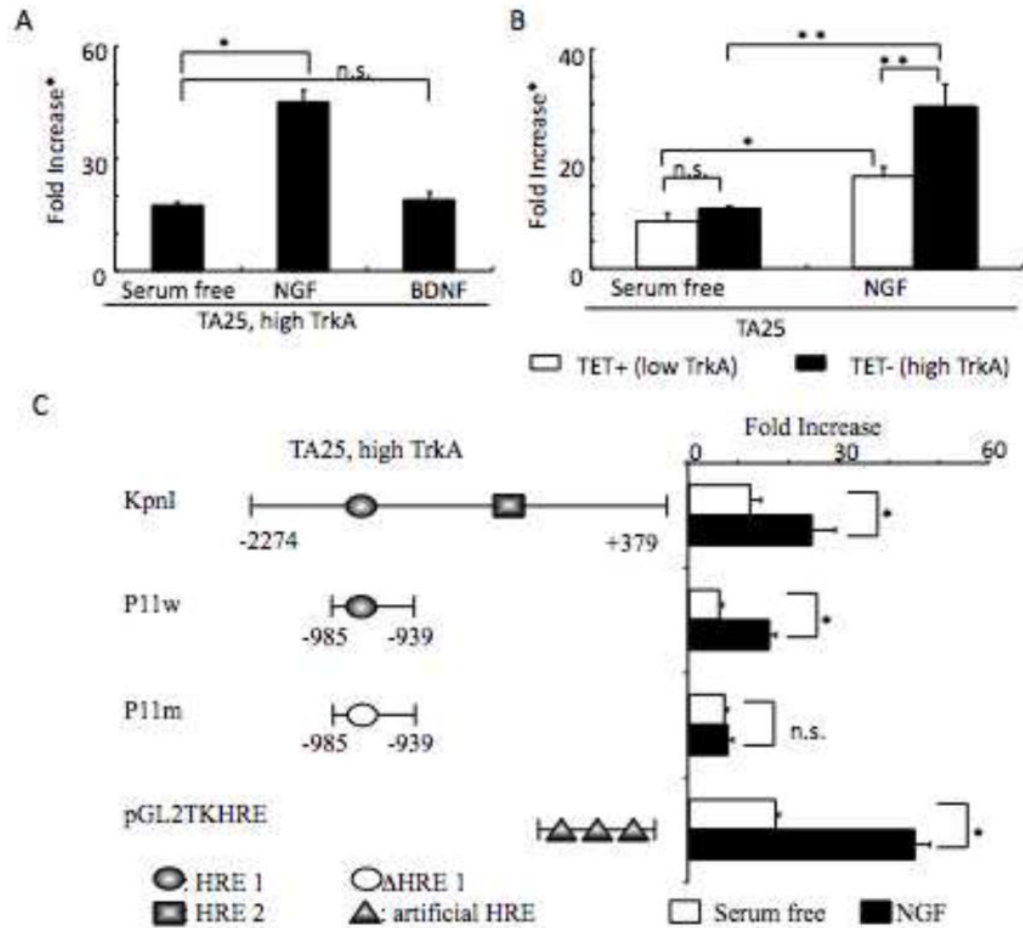 A
Fold Increase*
60
30
0
*
n.s.
Serum free NGF BDNF
TA25, high TrkA
B
Fold Increase*
40
20
0
**
**
*
n.s.
Serum free NGF
TA25
TET+ (low TrkA) TET- (high TrkA)
C
TA25, high TrkA
Fold Increase
0 30 60
KpnI
-2274 +379
*
P11w
-985 -939
*
P11m
-985 -939
n.s.
pGL2TKHRE
*
: HRE 1 ΔHRE 1
: HRE 2 : artificial HRE
Serum free NGF